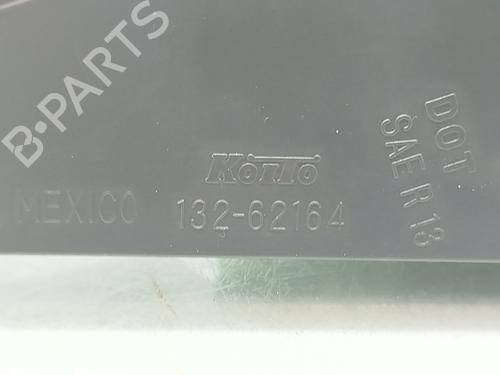 B-PARTS
KOITO
MEXICO 132-62164
DOT
SAE R 13